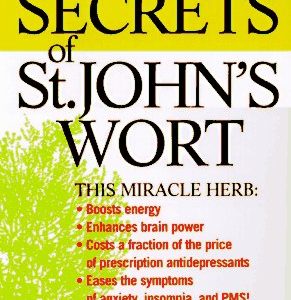 SECRETS
of
St. JOHN'S
WORT
THIS MIRACLE HERB:
• Boosts energy
• Enhances brain power
• Costs a fraction of the price
of prescription antidepressants
• Eases the symptoms
of anxiety, insomnia, and PMS!